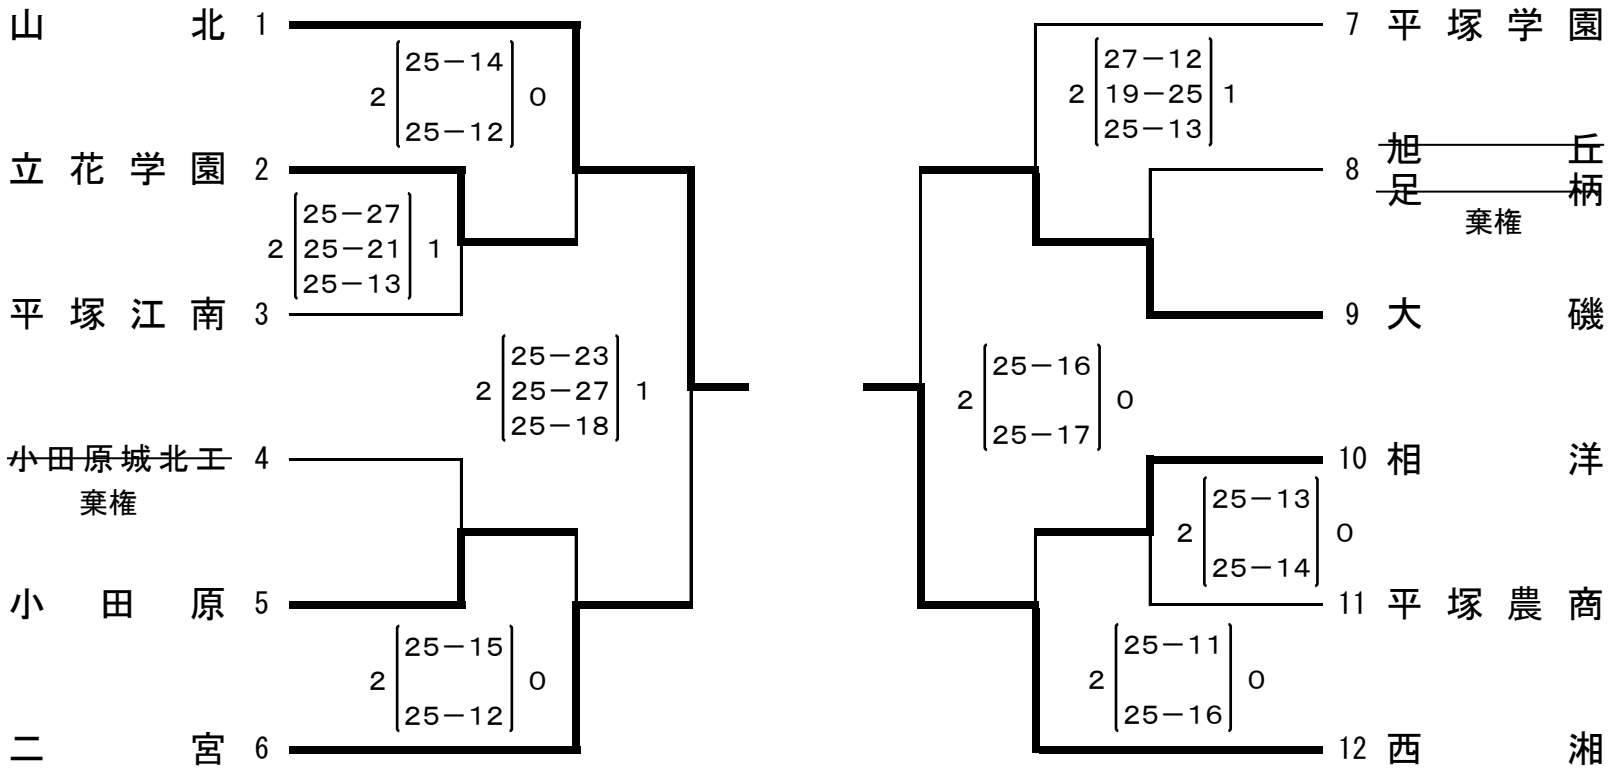 山北 1
2 25-14 0
25-12
立花学園 2
25-27
2 25-21 1
25-13
平塚江南 3
25-23
2 25-27 1
25-18
小田原城北工 4
棄権
小田原 5
25-15
2 0
25-12
二宮 6
7 平塚学園
27-12
2 19-25 1
25-13
8 旭丘
足柄
棄権
9 大磯
25-16
2 0
25-17
10 相洋
25-13
2 0
25-14
11 平塚農商
25-11
2 0
25-16
12 西湘